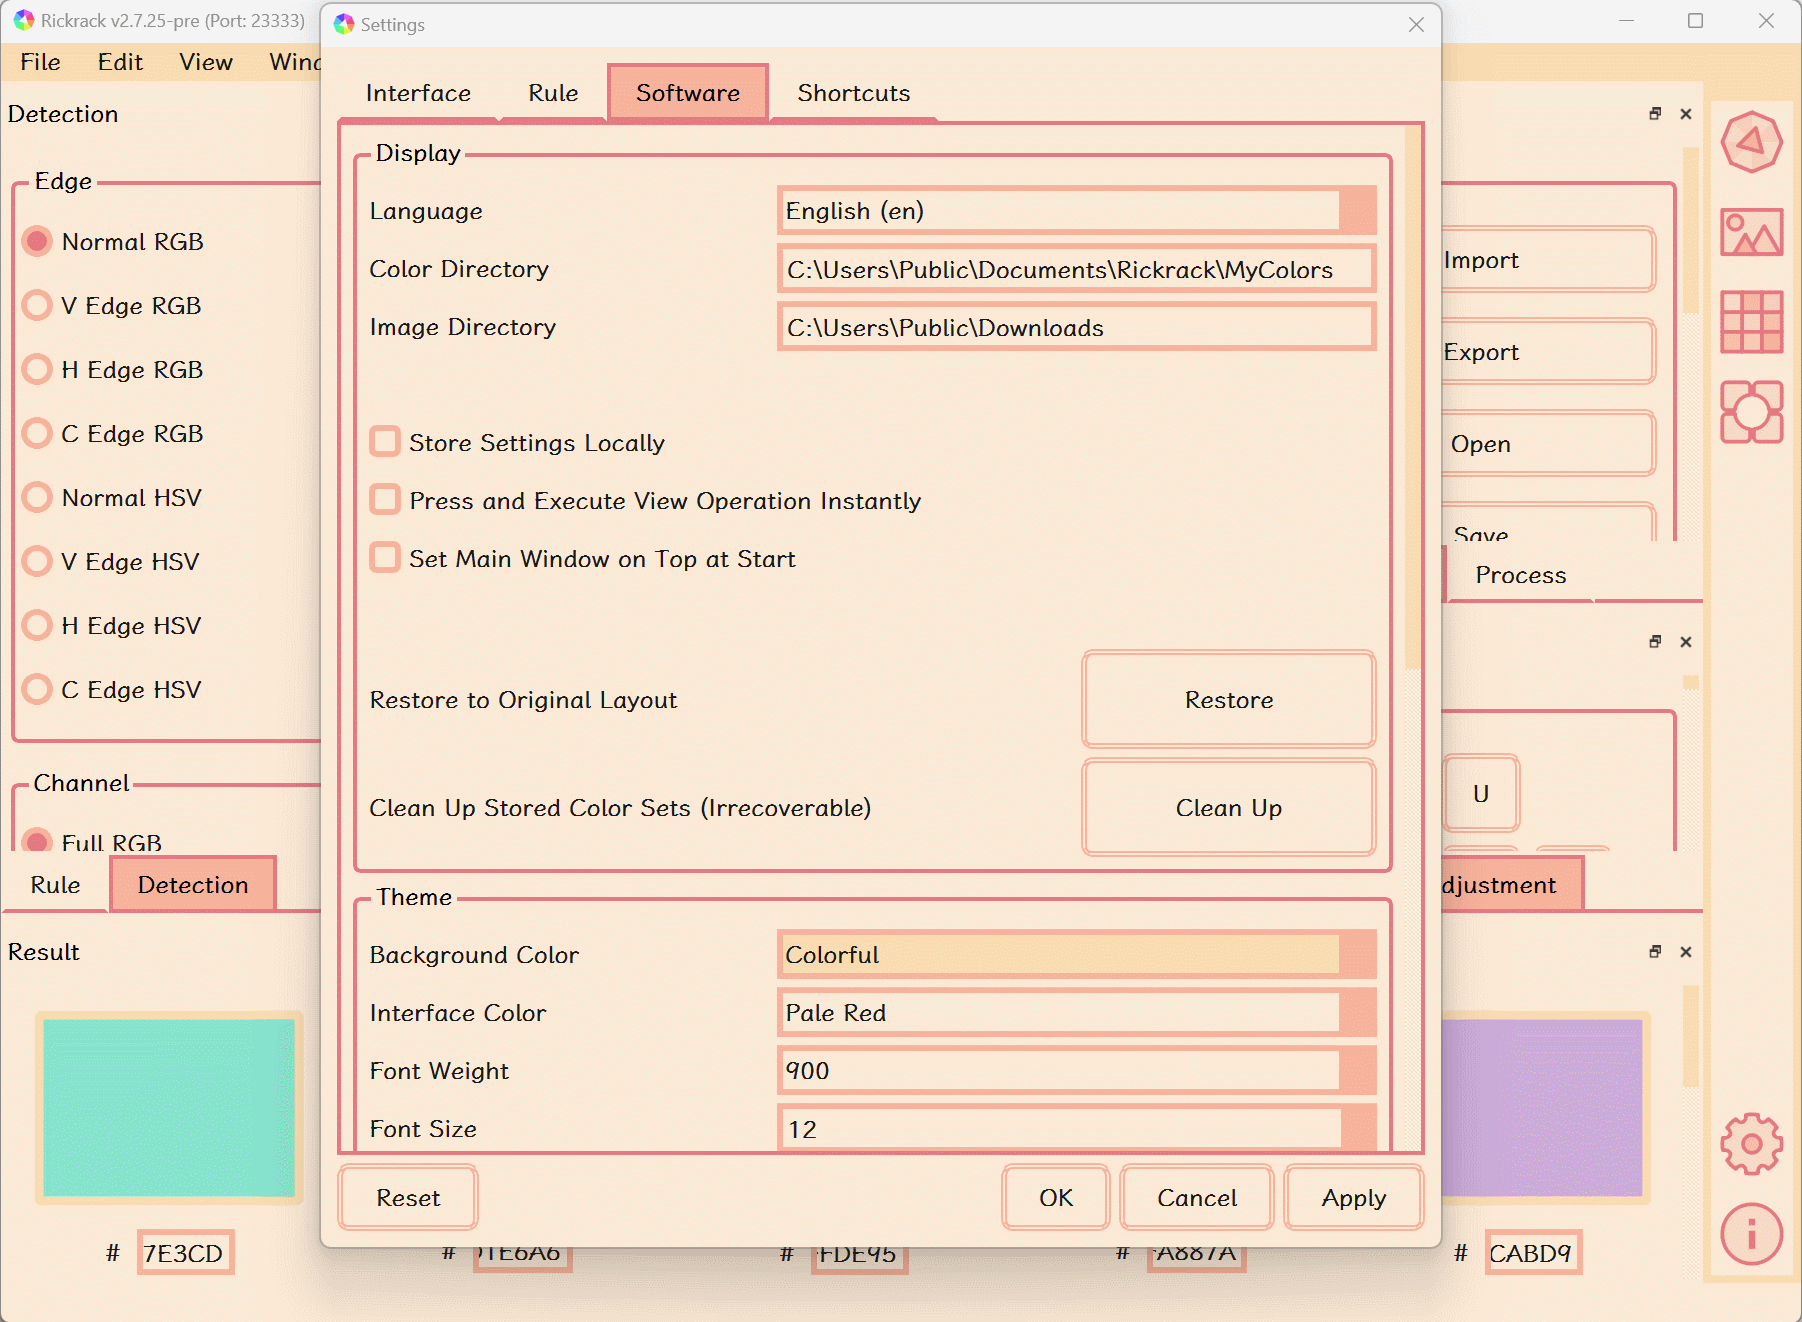 Rickrack v2.7.25-pre (Port: 23333)
Settings
File Edit View
Interface Rule Software Shortcuts
Detection
Display
Edge
Language English (en)
Normal RGB
Color Directory C:\Users\Public\Documents\Rickrack\MyColors
Import
V Edge RGB
Image Directory C:\Users\Public\Downloads
Export
H Edge RGB
C Edge RGB
Store Settings Locally
Open
Normal HSV
Press and Execute View Operation Instantly
Save
V Edge HSV
Set Main Window on Top at Start
Process
H Edge HSV
C Edge HSV
Restore to Original Layout Restore
Channel
Clean Up Stored Color Sets (Irrecoverable) Clean Up
U
Full RGB
Rule Detection
Theme
djustment
Result
Background Color Colorful
Interface Color Pale Red
Font Weight 900
Font Size 12
Reset OK Cancel Apply
# 7E3CD # # FDE95 # A887A # CABD9